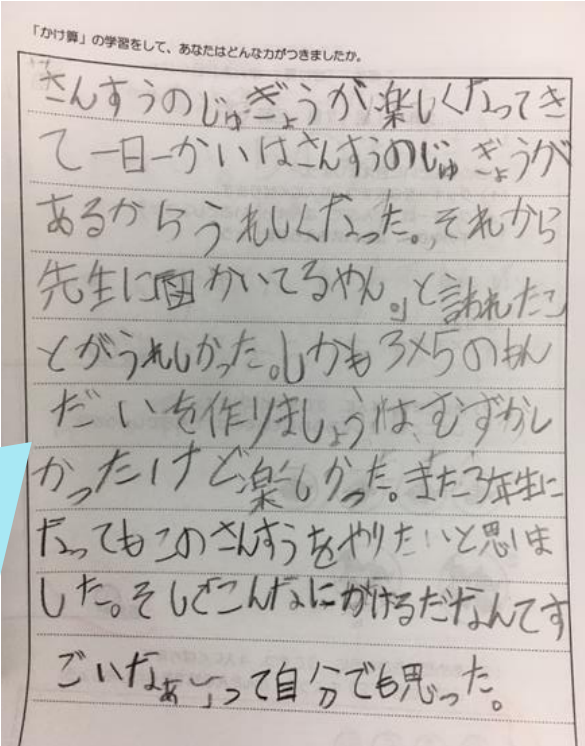 「かけ算」の学習をして、あなたはどんな力がつきましたか。
さんすうのじゅぎょうが楽しくなってき
て一日一かいはさんすうのじゅぎょうが
あるからうれしくなった。それから
先生に「図かいてるやん。」と言われたこ
とがうれしかった。しかも3×5のもん
だいを作りましょうはむずかし
かったけど楽しかった。また3年生に
なってもこのさんすうをやりたいと思いま
した。そしてこんなにかけるだなんてす
ごいなぁ〜って自分でも思った。